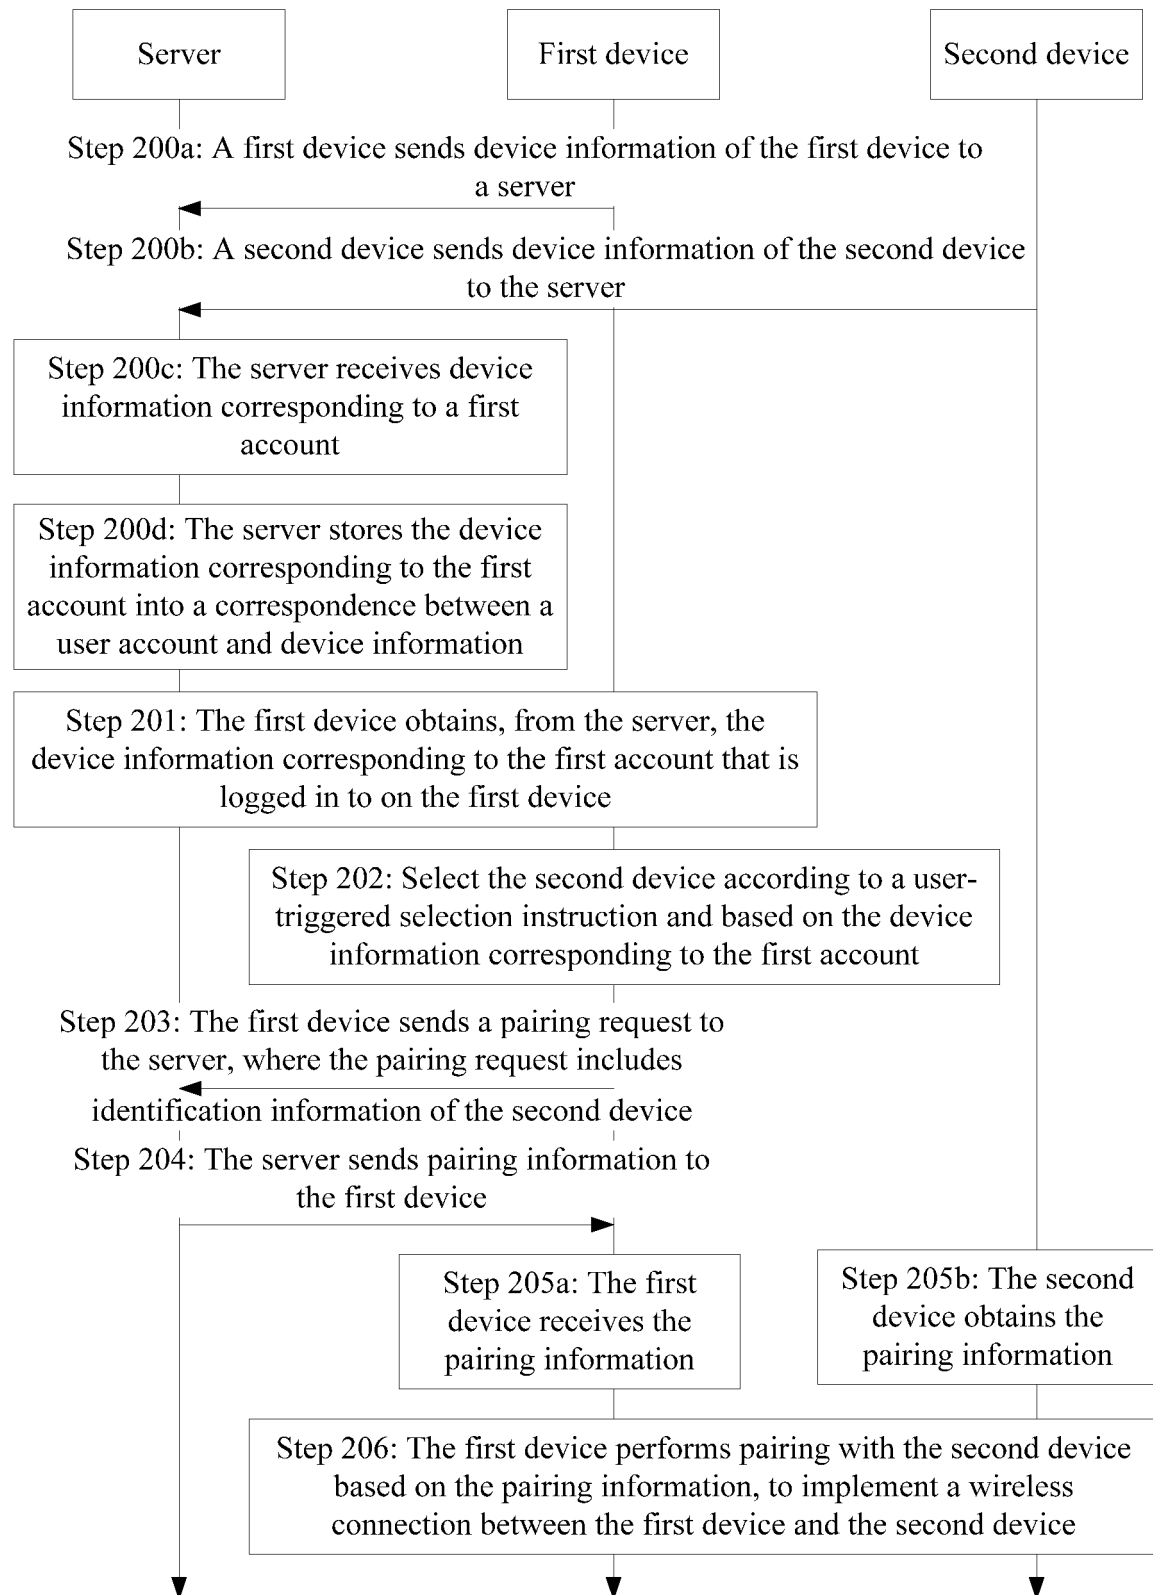 Server
First device
Second device
Step 200a: A first device sends device information of the first device to
a server
Step 200b: A second device sends device information of the second device
to the server
Step 200c: The server receives device
information corresponding to a first
account
Step 200d: The server stores the device
information corresponding to the first
account into a correspondence between a
user account and device information
Step 201: The first device obtains, from the server, the
device information corresponding to the first account that is
logged in to on the first device
Step 202: Select the second device according to a user-
triggered selection instruction and based on the device
information corresponding to the first account
Step 203: The first device sends a pairing request to
the server, where the pairing request includes
identification information of the second device
Step 204: The server sends pairing information to
the first device
Step 205a: The first
device receives the
pairing information
Step 205b: The second
device obtains the
pairing information
Step 206: The first device performs pairing with the second device
based on the pairing information, to implement a wireless
connection between the first device and the second device